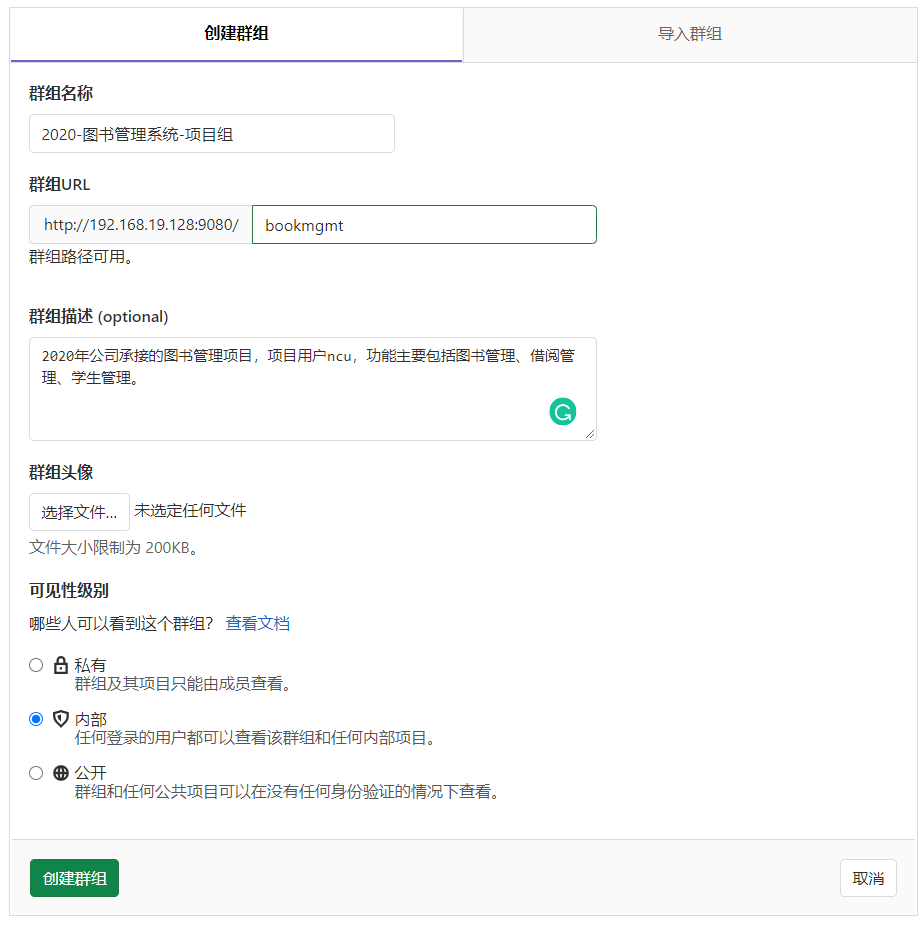 创建群组
导入群组
群组名称
2020-图书管理系统-项目组
群组URL
http://192.168.19.128:9080/ bookmgmt
群组路径可用。
群组描述 (optional)
2020年公司承接的图书管理项目，项目用户ncu，功能主要包括图书管理、借阅管
理、学生管理。
群组头像
选择文件... 未选定任何文件
文件大小限制为 200KB。
可见性级别
哪些人可以看到这个群组？ 查看文档
私有
群组及其项目只能由成员查看。
内部
任何登录的用户都可以查看该群组和任何内部项目。
公开
群组和任何公共项目可以在没有任何身份验证的情况下查看。
创建群组
取消